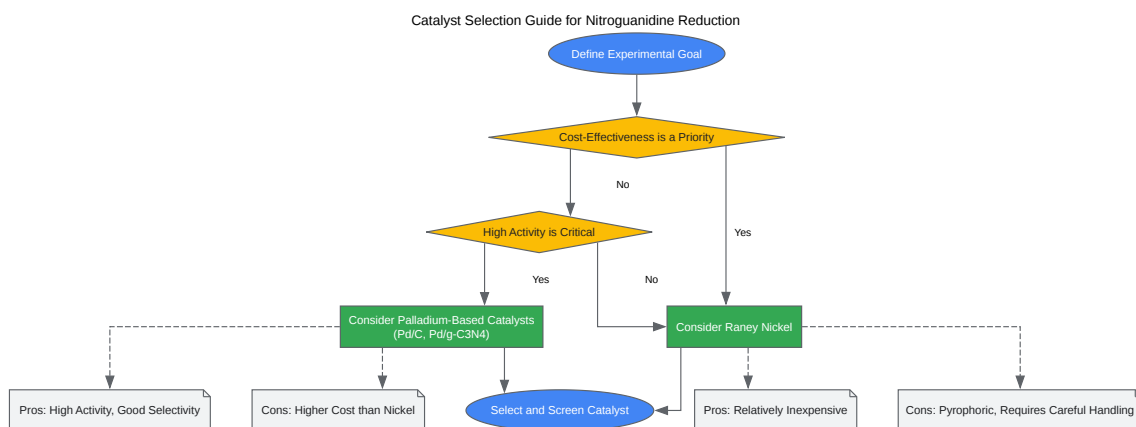 Catalyst Selection Guide for Nitroguanidine Reduction
Define Experimental Goal
Cost-Effectiveness is a Priority
No
High Activity is Critical
Yes
Yes
No
Consider Palladium-Based Catalysts
(Pd/C, Pd/g-C3N4)
Consider Raney Nickel
Pros: High Activity, Good Selectivity
Cons: Higher Cost than Nickel
Select and Screen Catalyst
Pros: Relatively Inexpensive
Cons: Pyrophoric, Requires Careful Handling